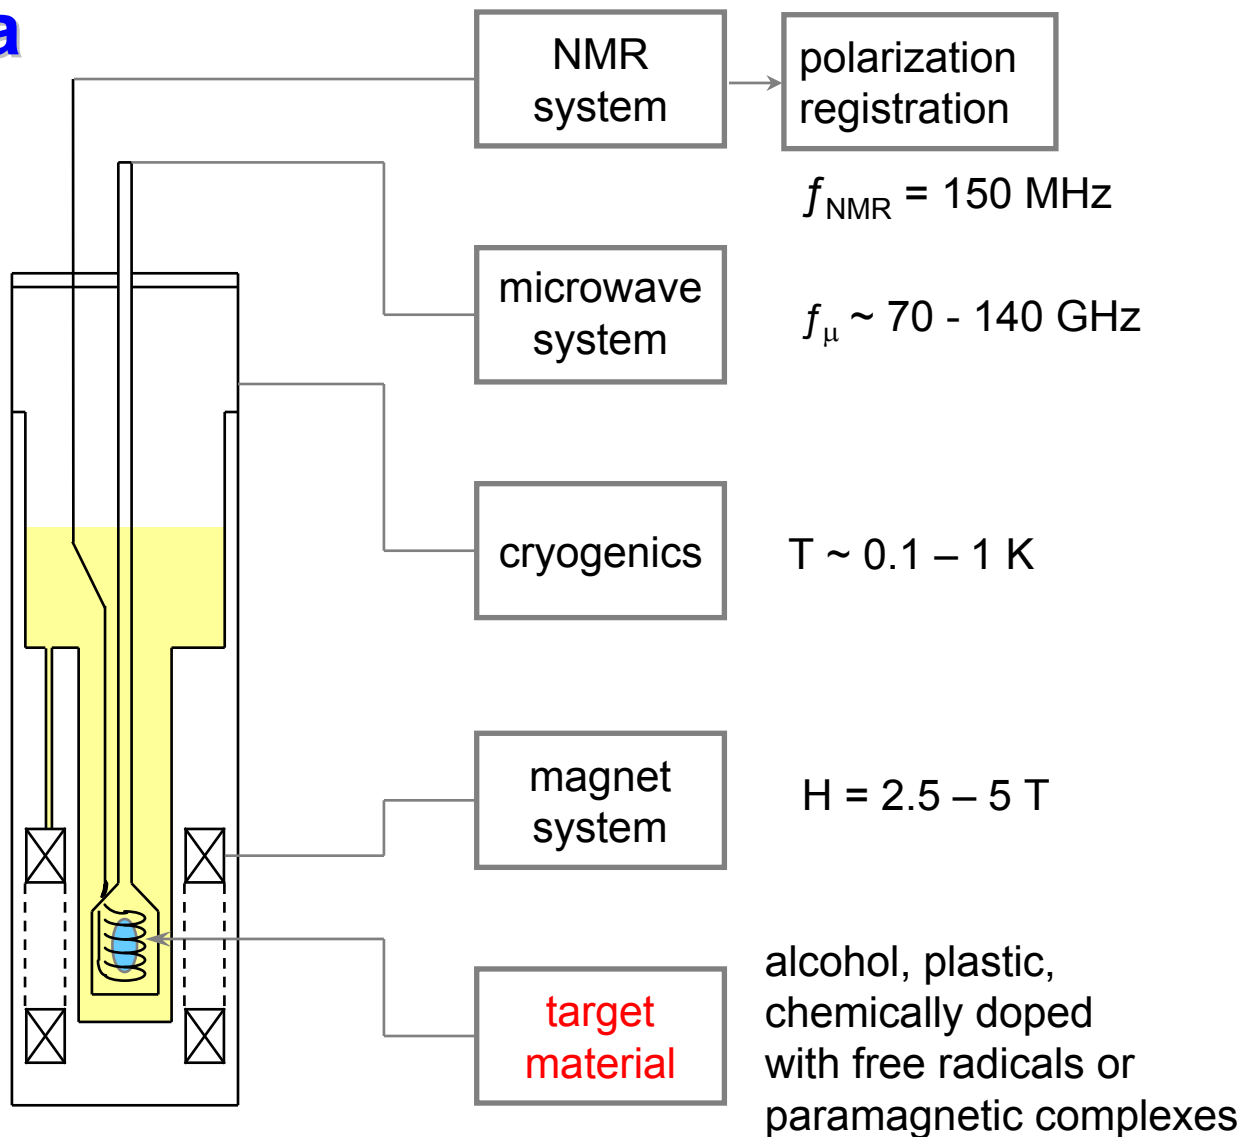 a
NMR
system
polarization
registration
fNMR = 150 MHz
microwave
system
fμ ~ 70 - 140 GHz
cryogenics
T ~ 0.1 – 1 K
magnet
system
H = 2.5 – 5 T
target
material
alcohol, plastic,
chemically doped
with free radicals or
paramagnetic complexes